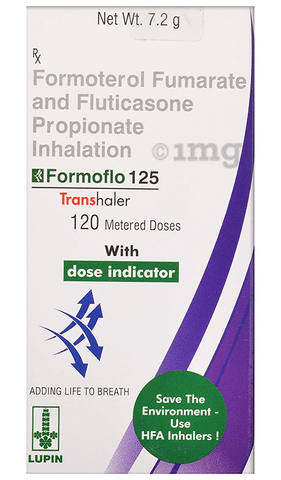 Net Wt. 7.2 g
Rx
Formoterol Fumarate
and Fluticasone
Propionate
Inhalation
© 1mg
Formoflo 125
Transhaler
120 Metered Doses
With
dose indicator
ADDING LIFE TO BREATH
Save The
Environment -
Use
HFA Inhalers !
LUPIN